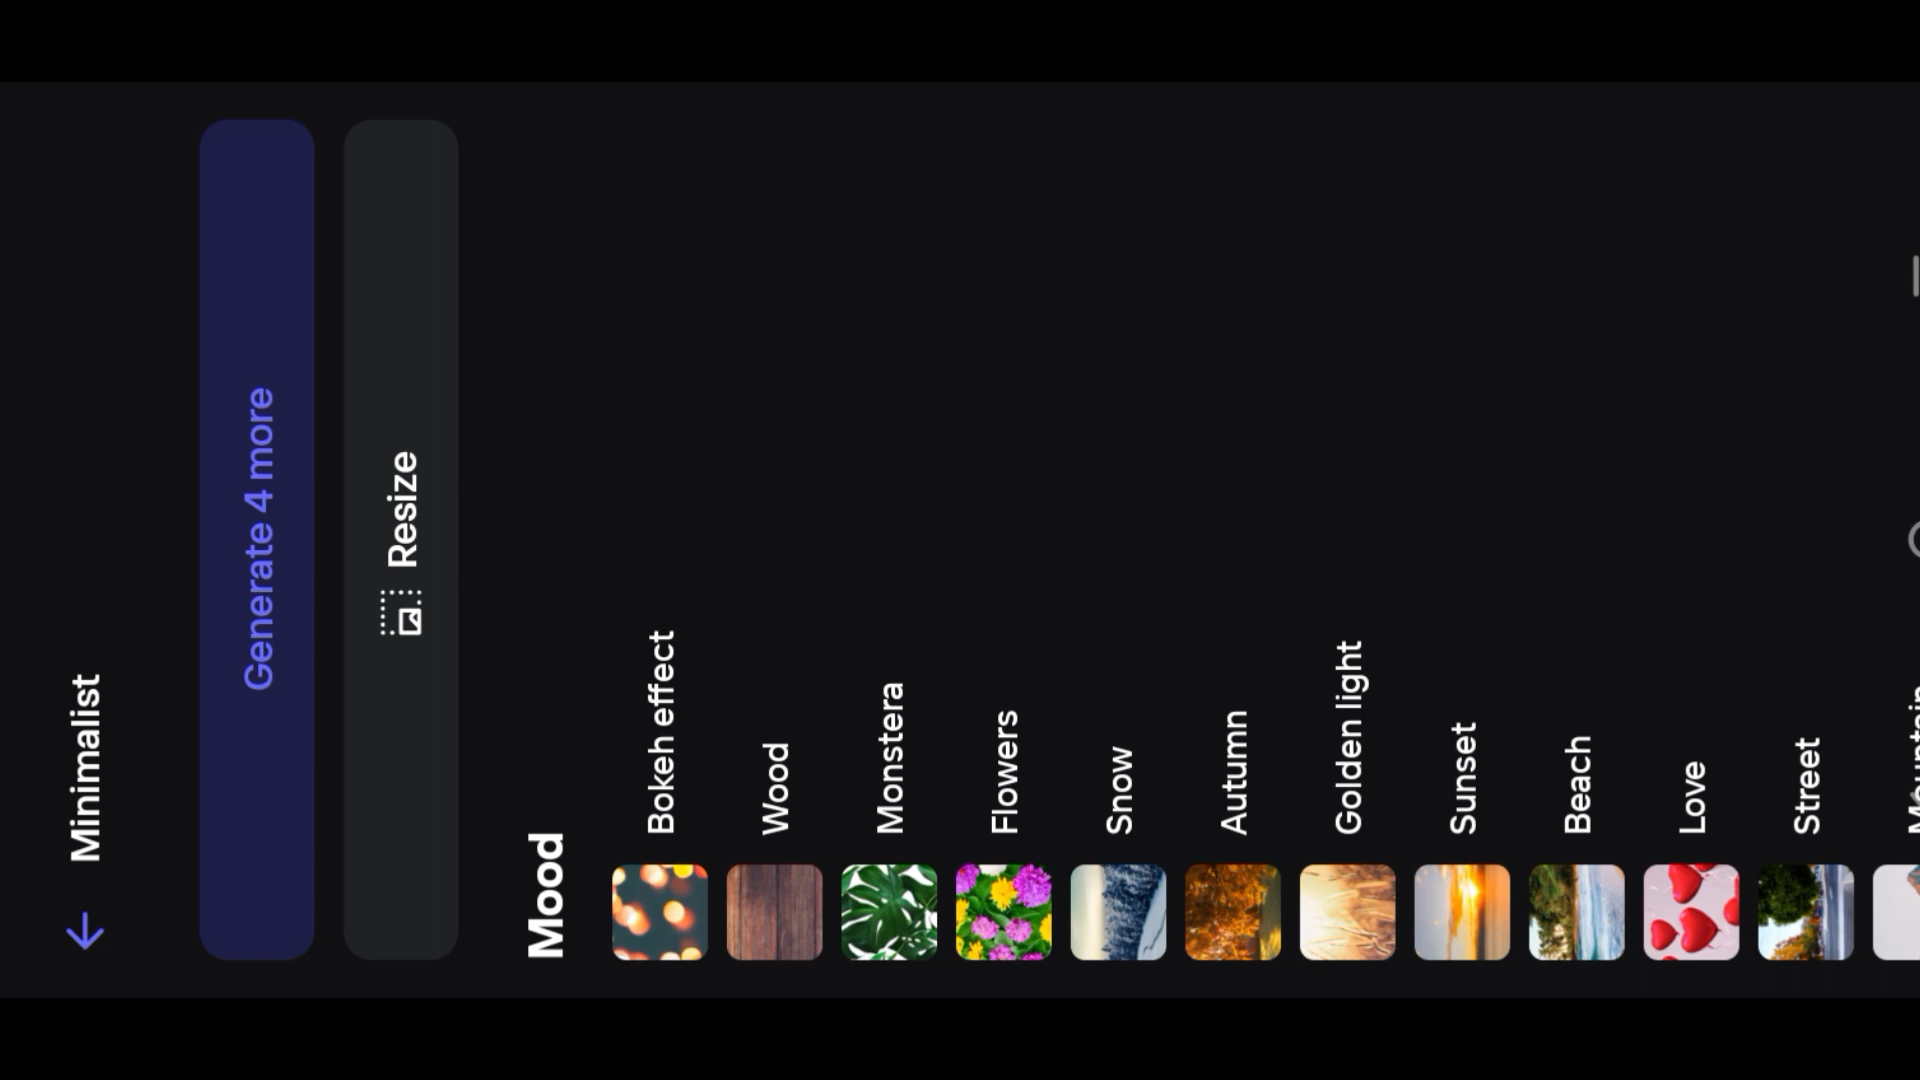 Minimalist
Generate 4 more
Resize
Mood
Bokeh effect
Wood
Monstera
Flowers
Snow
Autumn
Golden light
Sunset
Beach
Love
Street
Mountain